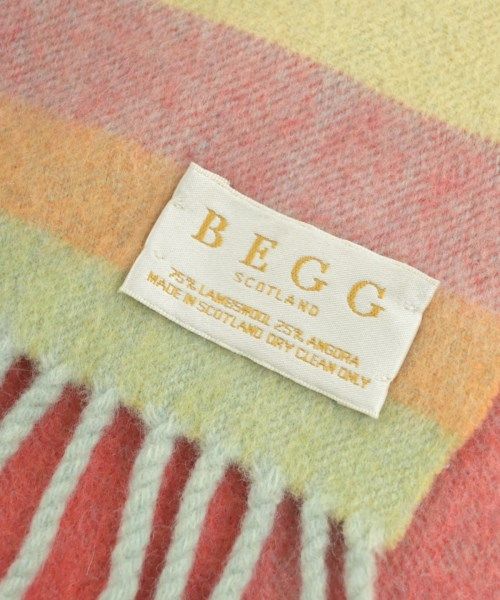 BEGG
SCOTLAND
75% LAMBSWOOL 25% ANGORA
MADE IN SCOTLAND DRY CLEAN ONLY